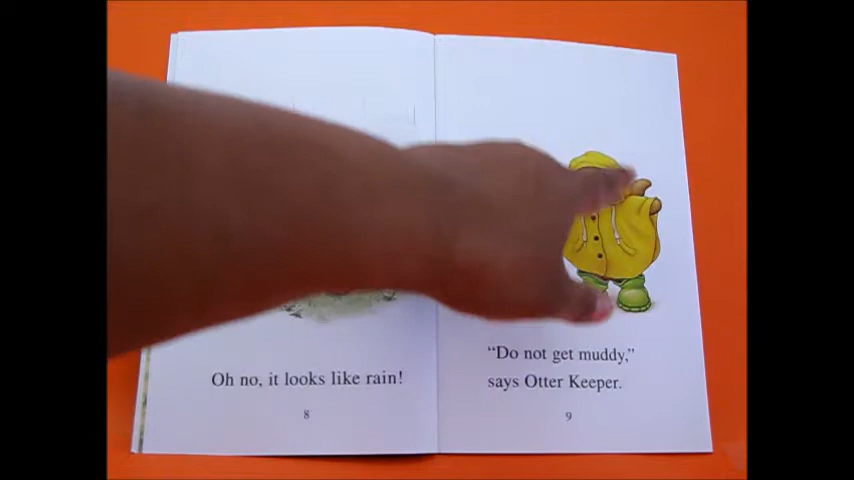 Oh no, it looks like rain!
8
“Do not get muddy,”
says Otter Keeper.
9